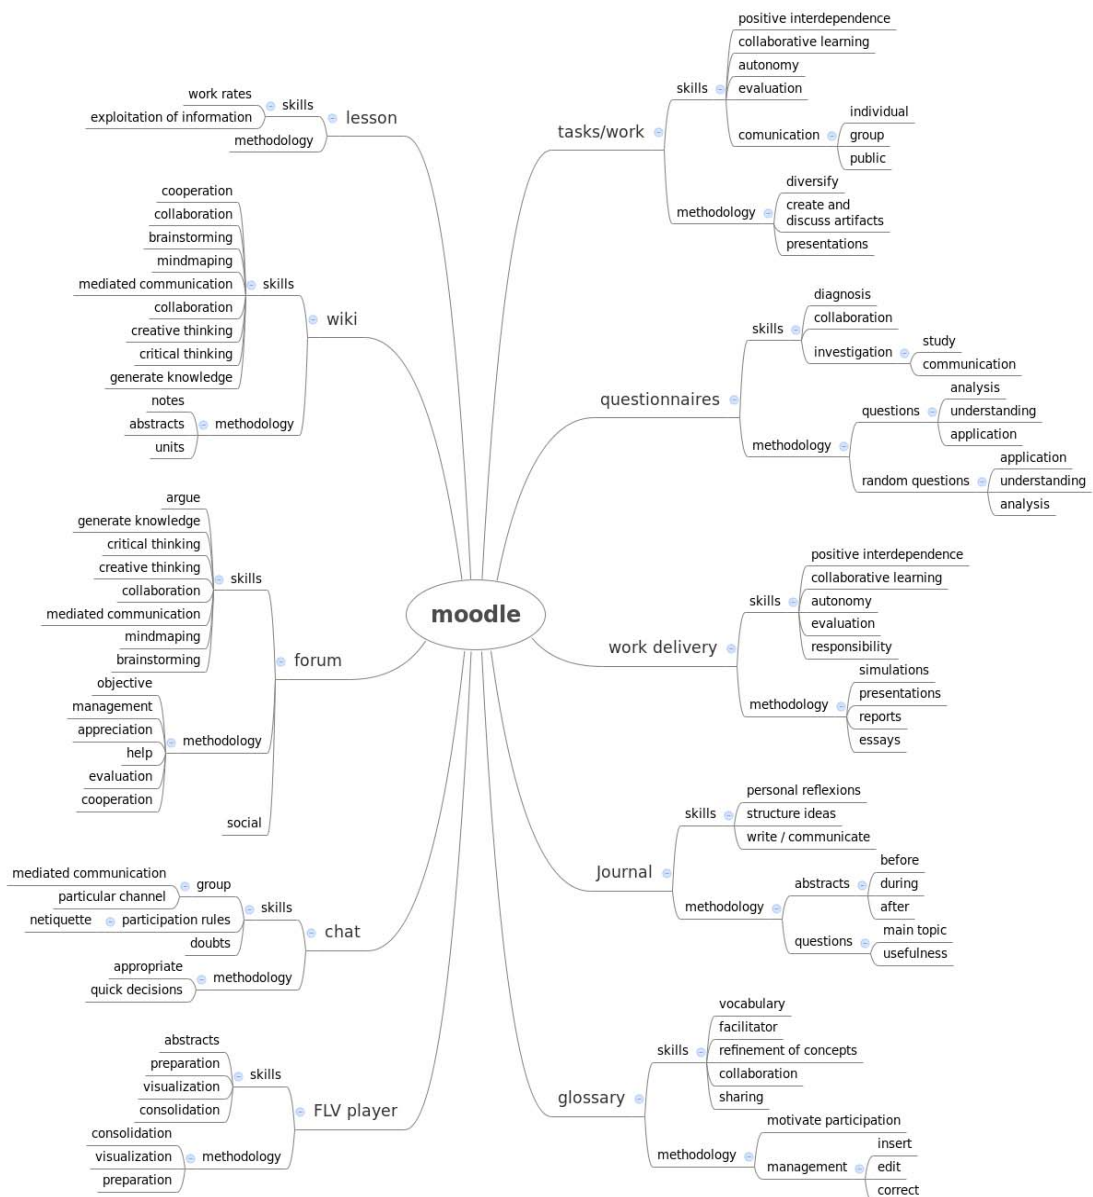 moodle
lesson
skills
work rates
exploitation of information
methodology
wiki
skills
cooperation
collaboration
brainstorming
mindmaping
mediated communication
collaboration
creative thinking
critical thinking
generate knowledge
methodology
notes
abstracts
units
forum
skills
argue
generate knowledge
critical thinking
creative thinking
collaboration
mediated communication
mindmaping
brainstorming
methodology
objective
management
appreciation
help
evaluation
cooperation
social
chat
skills
group
mediated communication
particular channel
participation rules
netiquette
doubts
methodology
appropriate
quick decisions
FLV player
skills
abstracts
preparation
visualization
consolidation
methodology
consolidation
visualization
preparation
tasks/work
skills
positive interdependence
collaborative learning
autonomy
evaluation
comunication
individual
group
public
methodology
diversify
create and
discuss artifacts
presentations
questionnaires
skills
diagnosis
collaboration
investigation
study
communication
methodology
questions
analysis
understanding
application
random questions
application
understanding
analysis
work delivery
skills
positive interdependence
collaborative learning
autonomy
evaluation
responsibility
methodology
simulations
presentations
reports
essays
Journal
skills
personal reflexions
structure ideas
write / communicate
methodology
abstracts
before
during
after
questions
main topic
usefulness
glossary
skills
vocabulary
facilitator
refinement of concepts
collaboration
sharing
methodology
motivate participation
management
insert
edit
correct